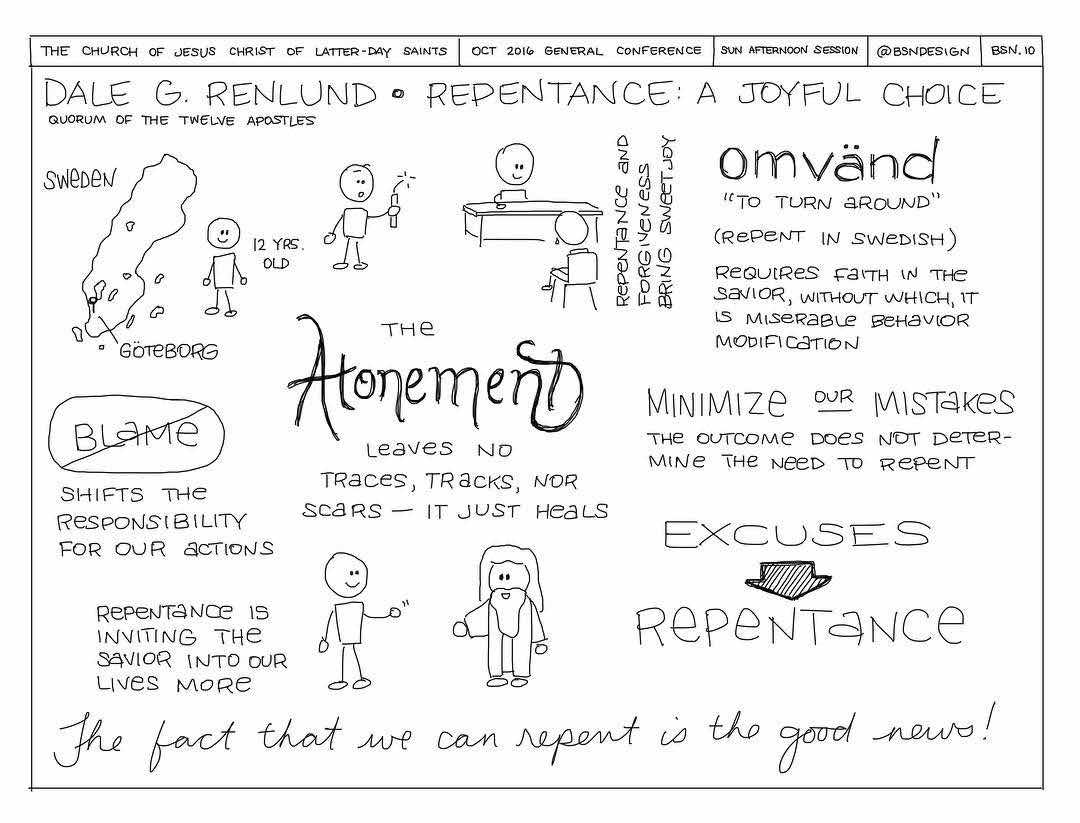 THE CHURCH OF JESUS CHRIST OF LATTER-DAY SAINTS
OCT 2016 GENERAL CONFERENCE
SUN AFTERNOON SESSION
@BSNDESIGN
BSN.10
DALE G. RENLUND • REPENTANCE: A JOYFUL CHOICE
QUORUM OF THE TWELVE APOSTLES
SWEDEN
12 YRS.
OLD
GÖTEBORG
REPENTANCE AND
FORGIVENESS
BRING SWEET JOY
omvänd
"TO TURN AROUND"
(REPENT IN SWEDISH)
REQUIRES FAITH IN THE
SAVIOR, WITHOUT WHICH, IT
IS MISERABLE BEHAVIOR
MODIFICATION
THE
Atonement
LEAVES NO
TRACES, TRACKS, NOR
SCARS — IT JUST HEALS
BLAME
SHIFTS THE
RESPONSIBILITY
FOR OUR ACTIONS
MINIMIZE OUR MISTAKES
THE OUTCOME DOES NOT DETER-
MINE THE NEED TO REPENT
EXCUSES
REPENTANCE
REPENTANCE IS
INVITING THE
SAVIOR INTO OUR
LIVES MORE
The fact that we can repent is the good news!